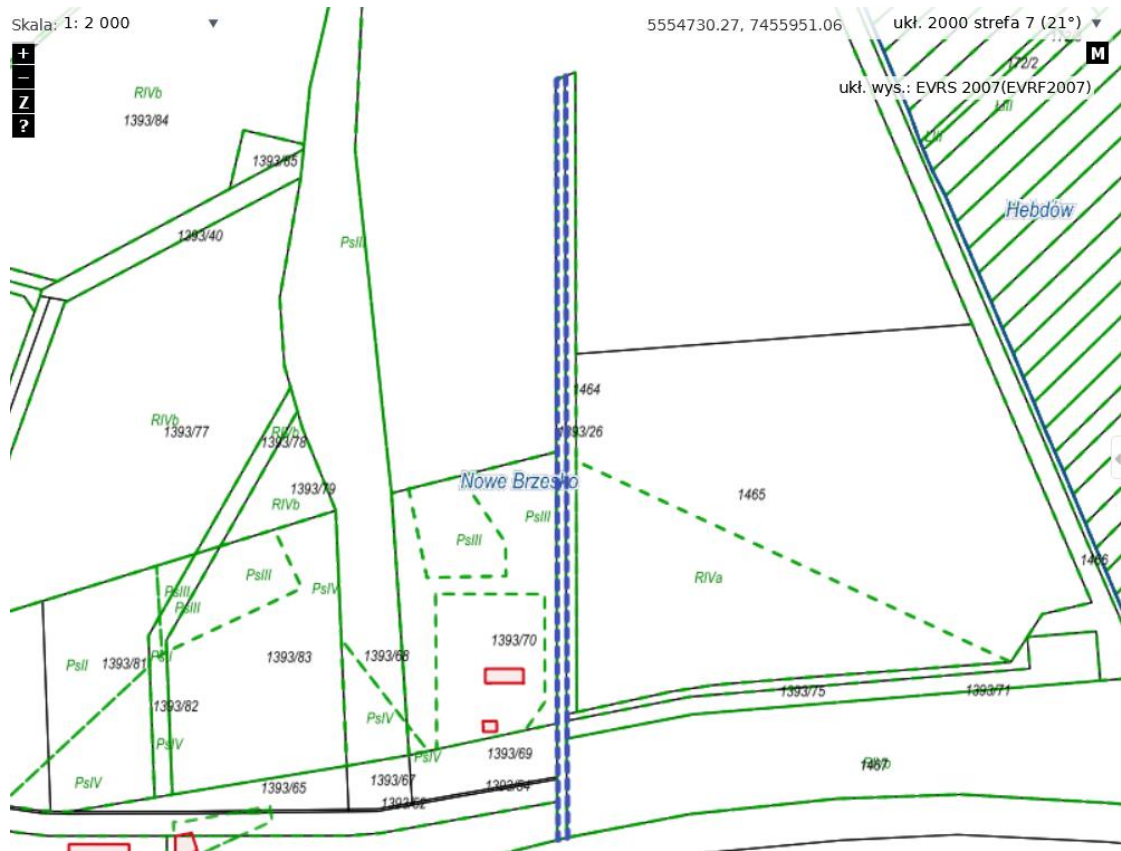 Skala: 1: 2 000
5554730.27, 7455951.06
ukł. 2000 strefa 7 (21°)
+
–
Z
?
M
172/2
ukł. wys.: EVRS 2007(EVRF2007)
RIVb
1393/84
1393/85
Hebdów
1393/40
PsIII
1464
RIVb
1393/77
1393/78
1393/26
Nowe Brzesko
1393/79
1465
RIVb
PsIII
PsIII
1466
PsIII
PsIV
RIVa
PsIII
PsIII
1393/70
PsII
1393/81
1393/83
1393/68
1393/75
1393/71
1393/82
PsIV
PsIV
PsIV
1393/69
1467
PsIV
1393/65
1393/67
1393/64
1393/62